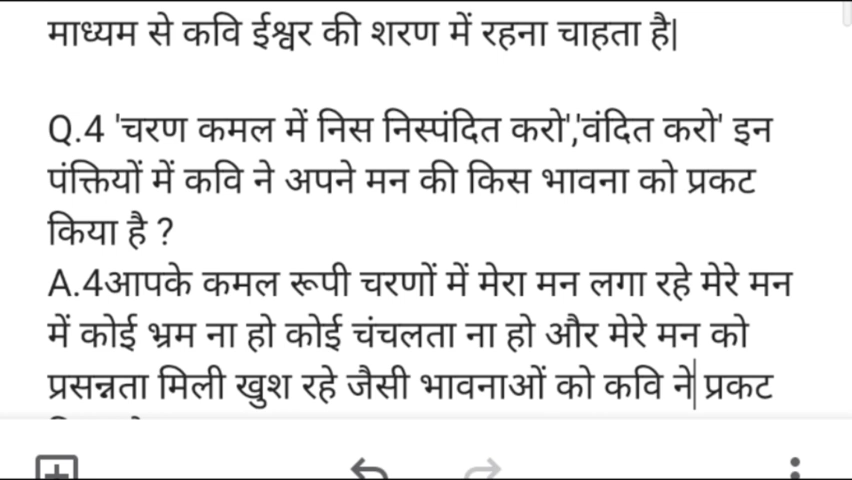 माध्यम से कवि ईश्वर की शरण में रहना चाहता है|
Q.4 'चरण कमल में निस निस्पंदित करो','वंदित करो' इन
पंक्तियों में कवि ने अपने मन की किस भावना को प्रकट
किया है ?
A.4आपके कमल रूपी चरणों में मेरा मन लगा रहे मेरे मन
में कोई भ्रम ना हो कोई चंचलता ना हो और मेरे मन को
प्रसन्नता मिली खुश रहे जैसी भावनाओं को कवि ने प्रकट